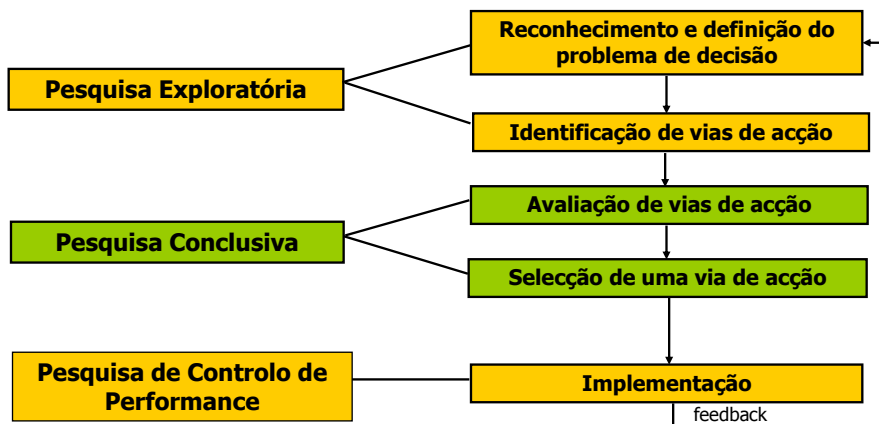 Reconhecimento e definição do
problema de decisão
Pesquisa Exploratória
Identificação de vias de acção
Avaliação de vias de acção
Pesquisa Conclusiva
Selecção de uma via de acção
Pesquisa de Controlo de
Performance
Implementação
feedback